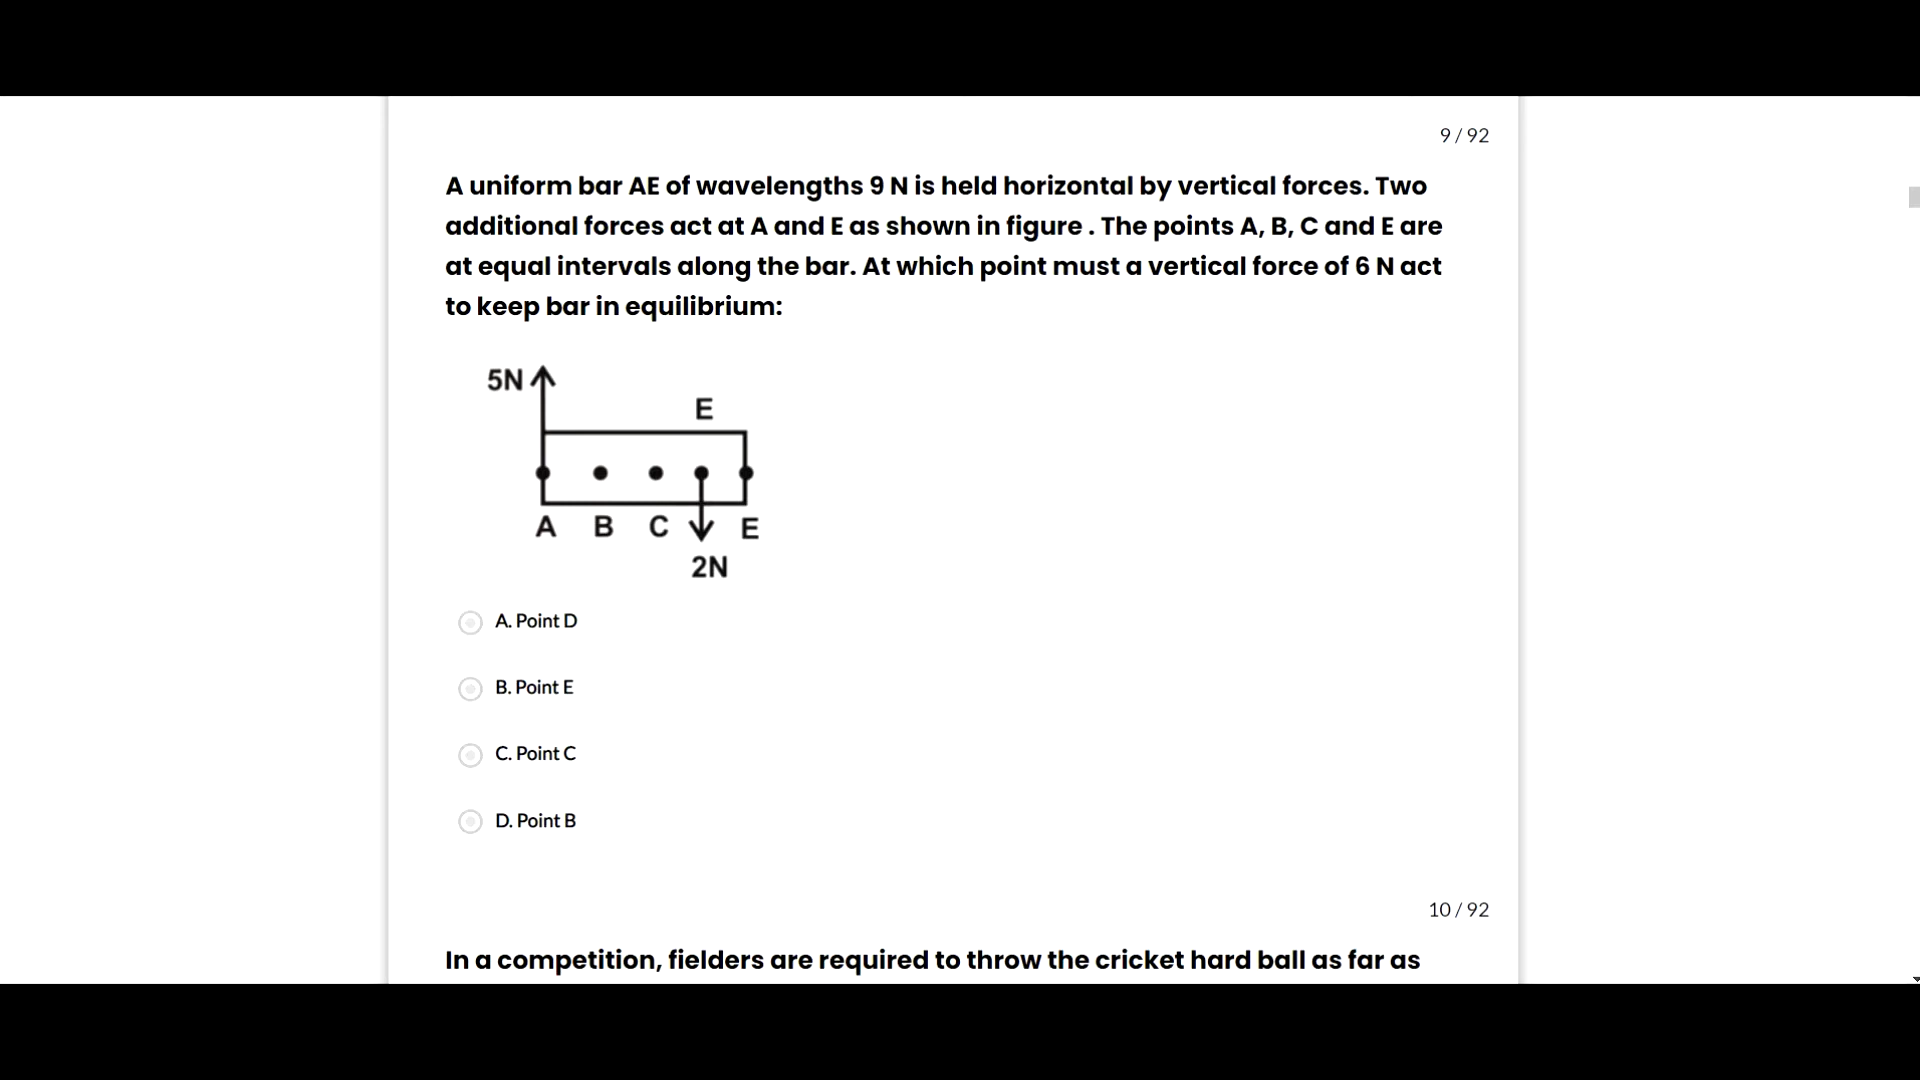 9 / 92
A uniform bar AE of wavelengths 9 N is held horizontal by vertical forces. Two
additional forces act at A and E as shown in figure . The points A, B, C and E are
at equal intervals along the bar. At which point must a vertical force of 6 N act
to keep bar in equilibrium:
5N
E
A B C E
2N
A. Point D
B. Point E
C. Point C
D. Point B
10 / 92
In a competition, fielders are required to throw the cricket hard ball as far as